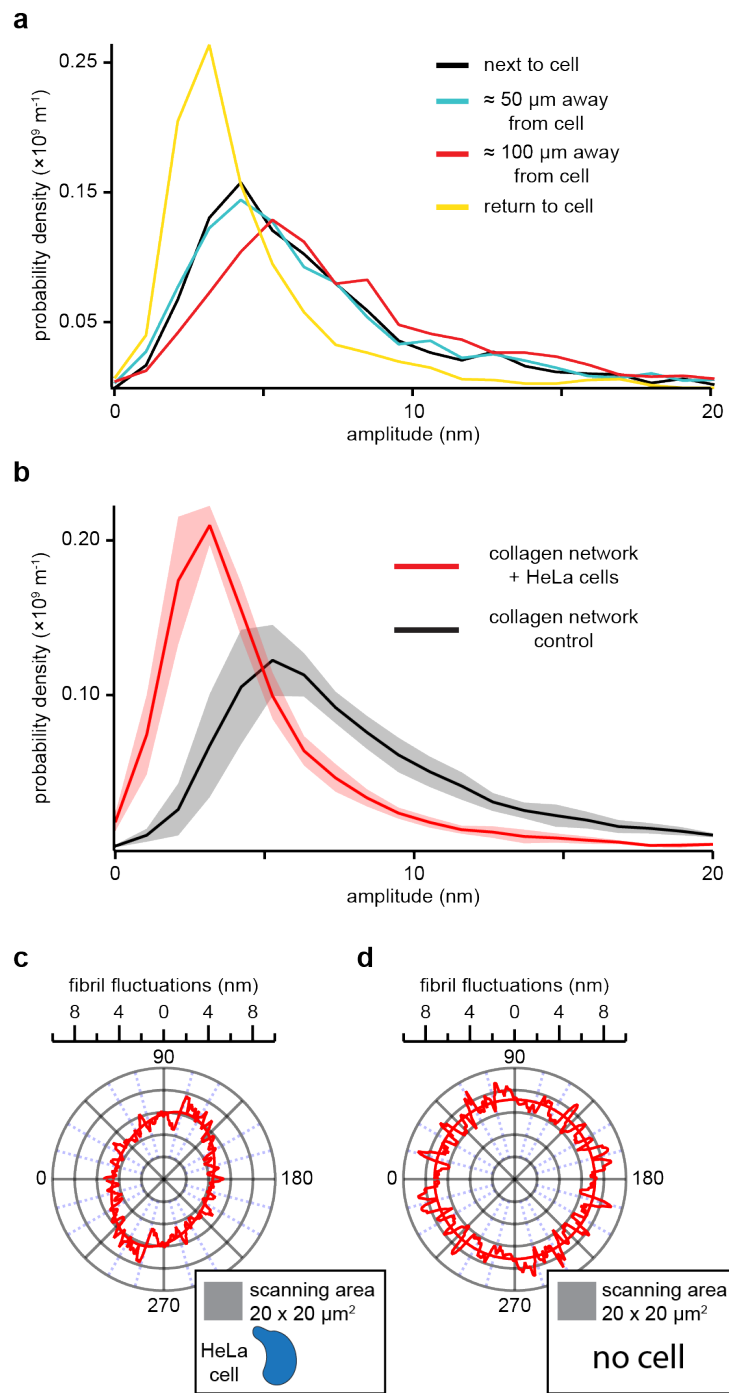 a
probability density (×10⁹ m⁻¹)
0.25
0.15
0.05
next to cell
≈ 50 µm away
from cell
≈ 100 µm away
from cell
return to cell
0
10
20
amplitude (nm)
b
probability density (×10⁹ m⁻¹)
0.20
0.10
collagen network
+ HeLa cells
collagen network
control
0
10
20
amplitude (nm)
c
fibril fluctuations (nm)
8 4 0 4 8
90
0
180
270
scanning area
20 x 20 µm²
HeLa
cell
d
fibril fluctuations (nm)
8 4 0 4 8
90
0
180
270
scanning area
20 x 20 µm²
no cell